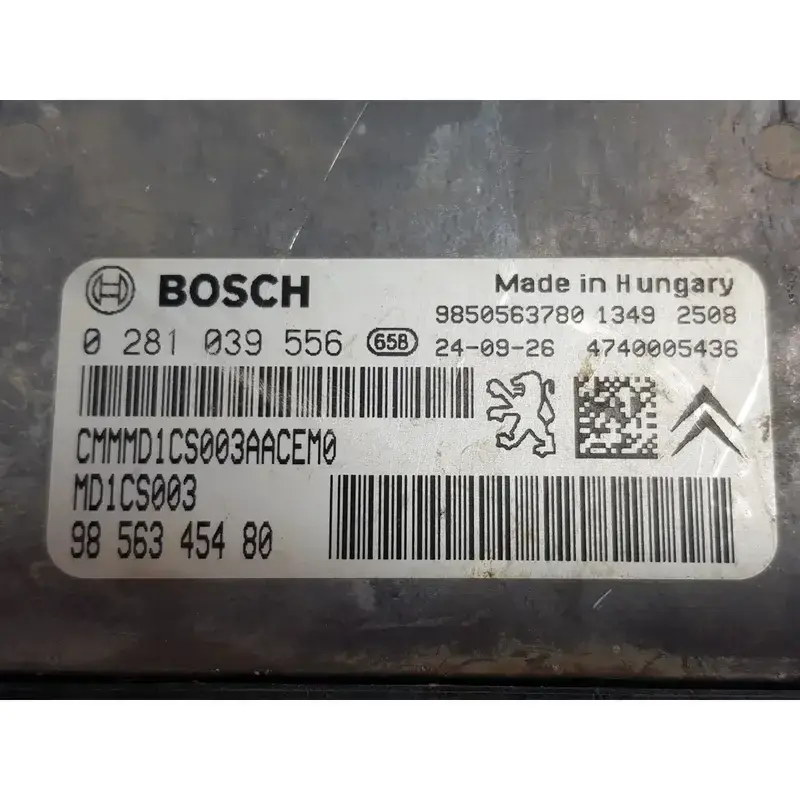 BOSCH
Made in Hungary
9850563780 1349 2508
0 281 039 556 65B
24-09-26 4740005436
CMMMD1CS003AACEM0
MD1CS003
98 563 454 80